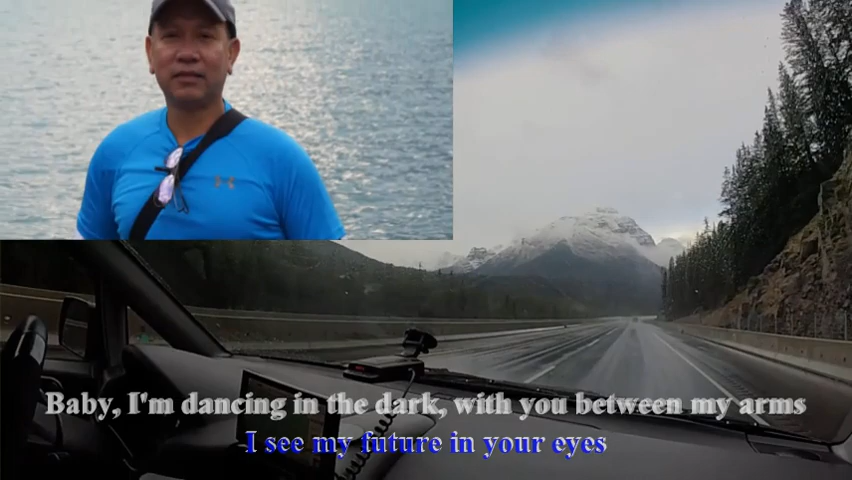 Baby, I'm dancing in the dark, with you between my arms
I see my future in your eyes